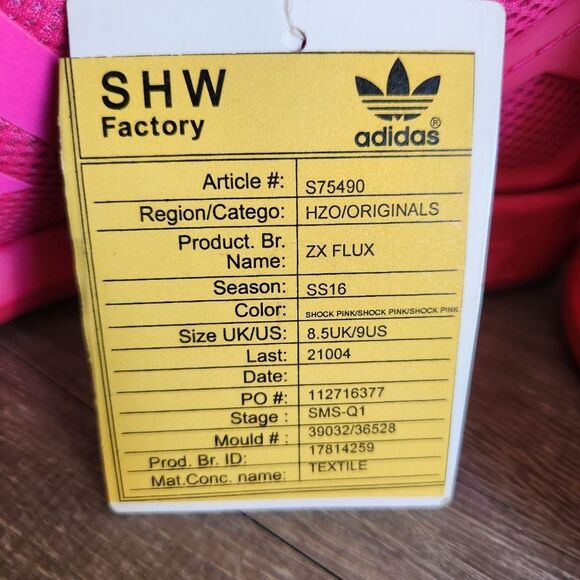 SHW
Factory
adidas®
Article #: S75490
Region/Catego: HZO/ORIGINALS
Product. Br.
Name: ZX FLUX
Season: SS16
Color: SHOCK PINK/SHOCK PINK/SHOCK PINK
Size UK/US: 8.5UK/9US
Last: 21004
Date:
PO #: 112716377
Stage : SMS-Q1
Mould # : 39032/36528
Prod. Br. ID: 17814259
Mat.Conc. name: TEXTILE